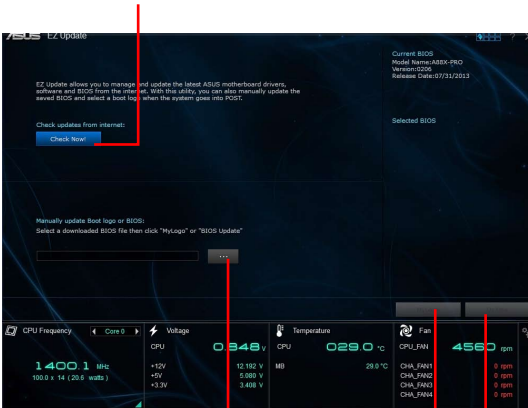 ASUS EZ Update
Current BIOS
Model Name:A88X-PRO
Version:0206
Release Date:07/31/2013
EZ Update allows you to manage and update the latest ASUS motherboard drivers,
software and BIOS from the internet. With this utility, you can also manually update the
saved BIOS and select a boot logo when the system goes into POST.
Check updates from internet:
Check Now!
Selected BIOS
Manually update Boot logo or BIOS:
Select a downloaded BIOS file then click "MyLogo" or "BIOS Update"
...
CPU Frequency
Core 0
1400.1 MHz
100.0 x 14 (20.6 watts)
Voltage
CPU 0.848 V
+12V 12.192 V
+5V 5.080 V
+3.3V 3.408 V
Temperature
CPU 029.0 °C
MB 29.0 °C
Fan
CPU_FAN 4560 rpm
CHA_FAN1 0 rpm
CHA_FAN2 0 rpm
CHA_FAN3 0 rpm
CHA_FAN4 0 rpm